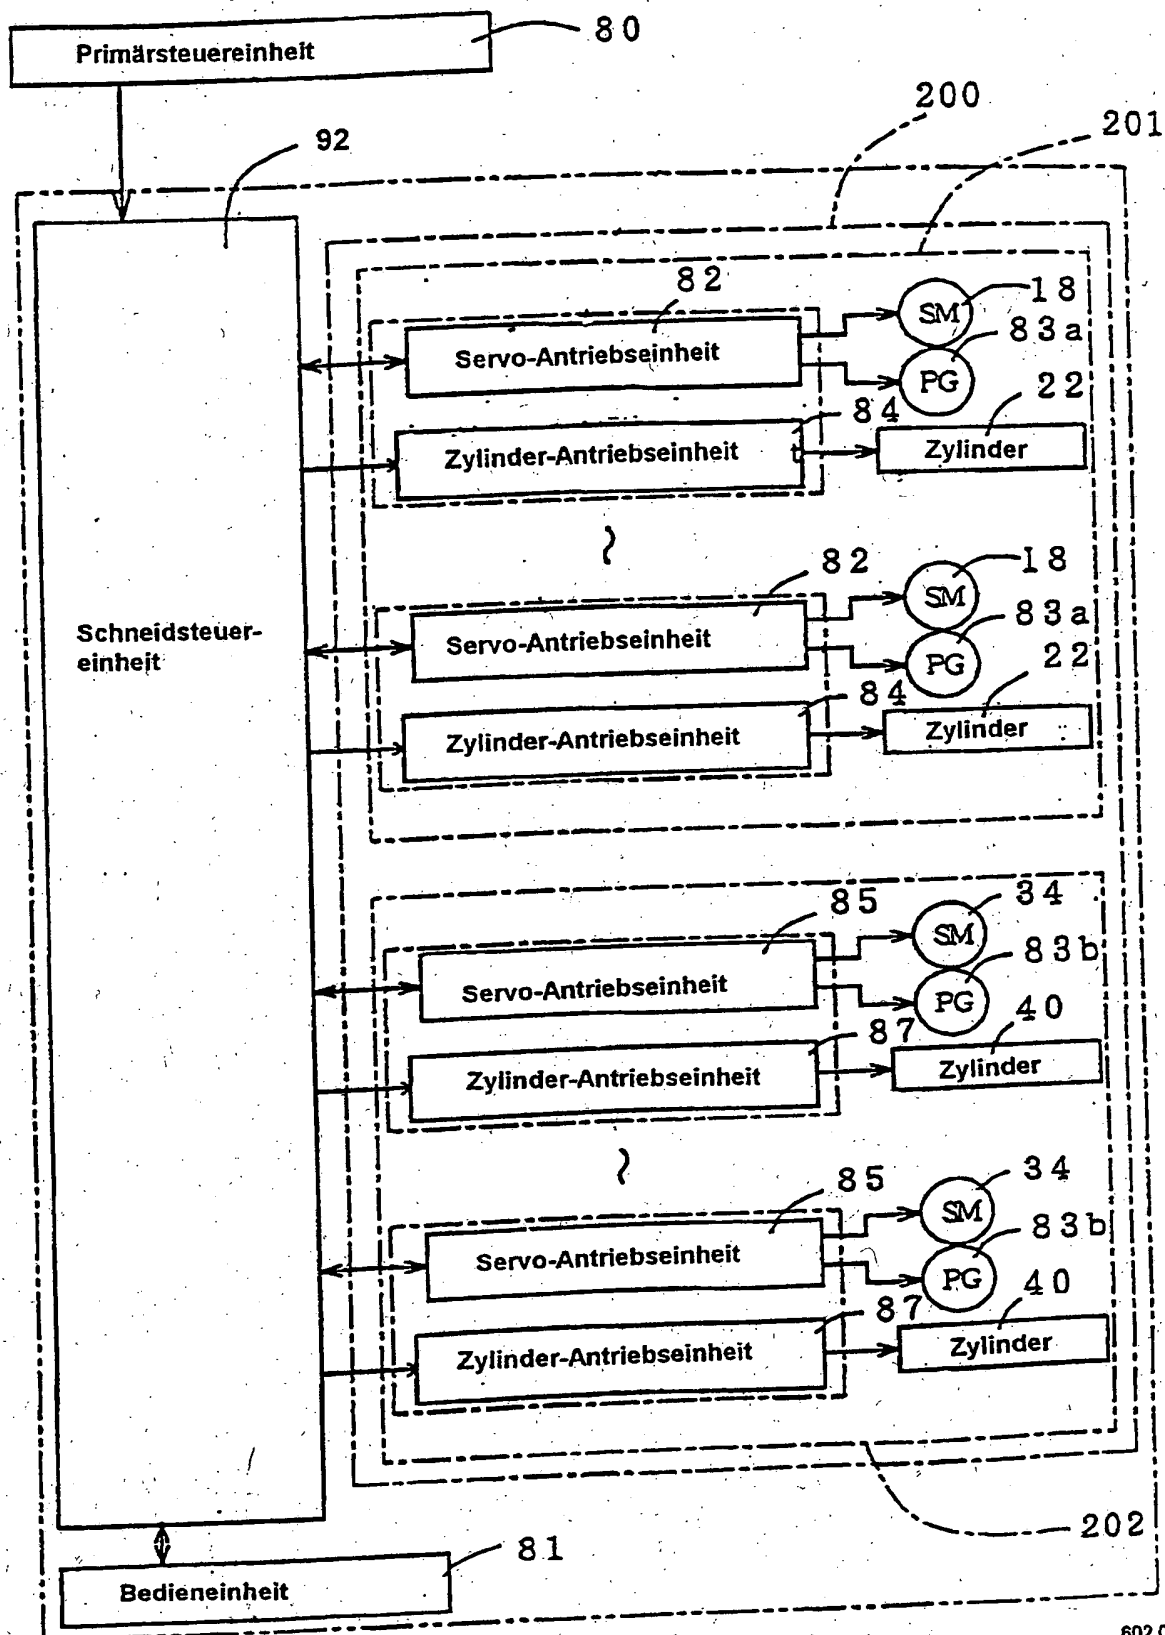 80
Primärsteuereinheit
200
201
92
82
18
SM
Servo-Antriebseinheit
83a
PG
84
22
Zylinder-Antriebseinheit
Zylinder
82
18
SM
Servo-Antriebseinheit
83a
PG
84
22
Zylinder-Antriebseinheit
Zylinder
Schneidsteuer-
einheit
85
34
SM
Servo-Antriebseinheit
83b
PG
87
40
Zylinder-Antriebseinheit
Zylinder
85
34
SM
Servo-Antriebseinheit
83b
PG
87
40
Zylinder-Antriebseinheit
Zylinder
202
81
Bedieneinheit